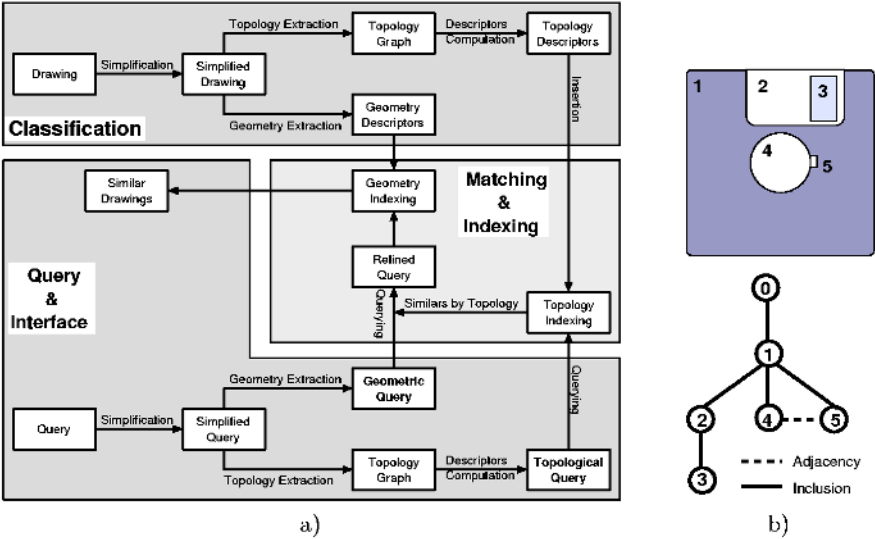 Topology Extraction
Topology
Graph
Descriptors
Computation
Topology
Descriptors
Drawing
Simplification
Simplified
Drawing
Geometry Extraction
Geometry
Descriptors
Insertion
Classification
Similar
Drawings
Geometry
Indexing
Matching
&
Indexing
Query
&
Interface
Refined
Query
Querying
Similars by Topology
Topology
Indexing
Querying
Geometry Extraction
Geometric
Query
Query
Simplification
Simplified
Query
Topology Extraction
Topology
Graph
Descriptors
Computation
Topological
Query
a)
1
2
3
4
5
0
1
2
4
5
3
Adjacency
Inclusion
b)